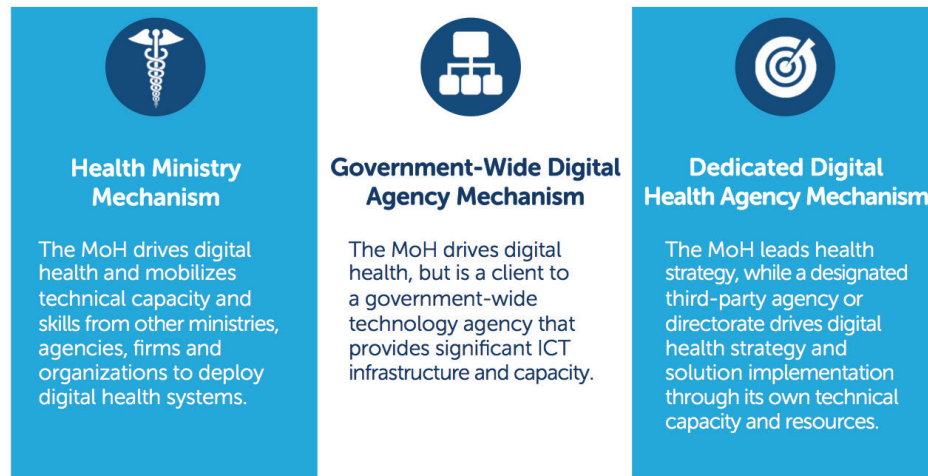 Health Ministry
Mechanism
The MoH drives digital
health and mobilizes
technical capacity and
skills from other ministries,
agencies, firms and
organizations to deploy
digital health systems.
Government-Wide Digital
Agency Mechanism
The MoH drives digital
health, but is a client to
a government-wide
technology agency that
provides significant ICT
infrastructure and capacity.
Dedicated Digital
Health Agency Mechanism
The MoH leads health
strategy, while a designated
third-party agency or
directorate drives digital
health strategy and
solution implementation
through its own technical
capacity and resources.